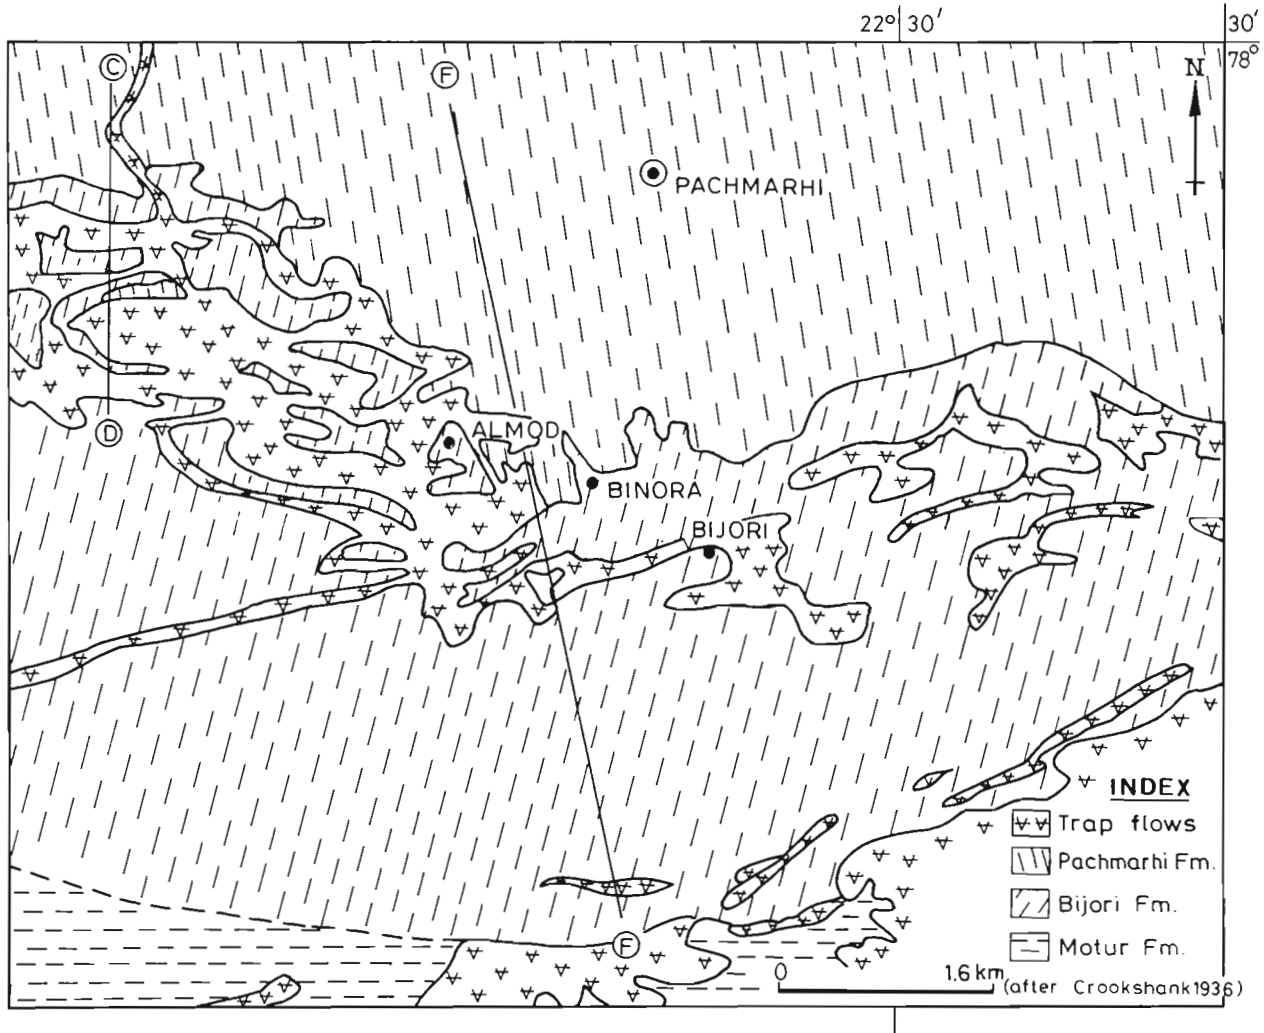 22° 30′
30′
78°
C
F
N
PACHMARHI
D
ALMOD
BINORA
BIJORI
INDEX
Trap flows
Pachmarhi Fm.
Bijori Fm.
Motur Fm.
F
0 1.6 km
(after Crookshank 1936)